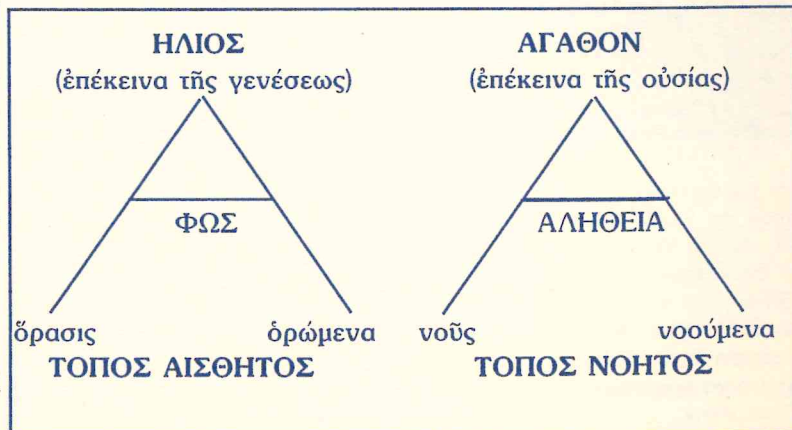 ΗΛΙΟΣ
(ἐπέκεινα τῆς γενέσεως)
ΦΩΣ
ὅρασις ὁρώμενα
ΤΟΠΟΣ ΑΙΣΘΗΤΟΣ
ΑΓΑΘΟΝ
(ἐπέκεινα τῆς οὐσίας)
ΑΛΗΘΕΙΑ
νοῦς νοούμενα
ΤΟΠΟΣ ΝΟΗΤΟΣ